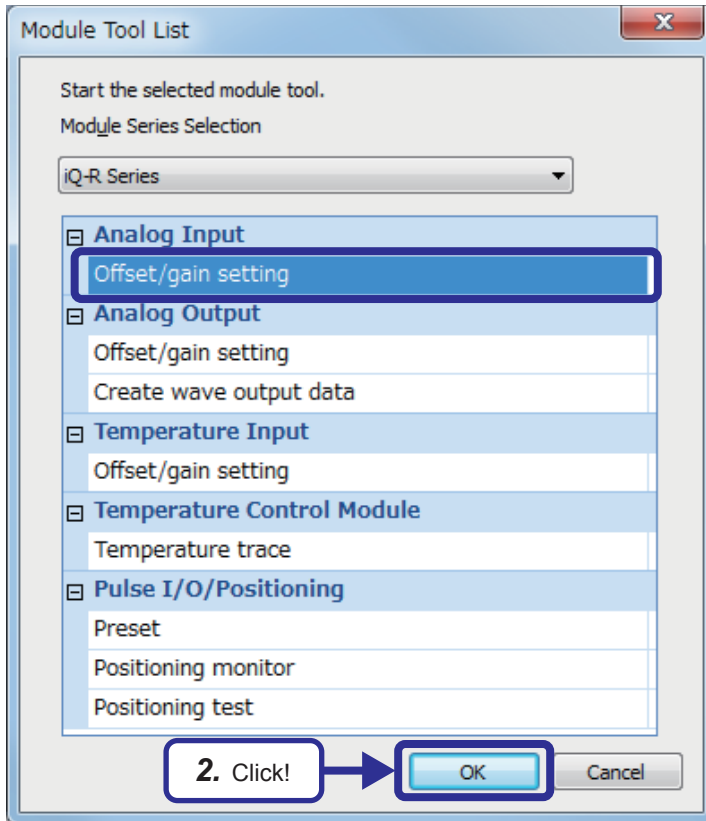 Module Tool List
Start the selected module tool.
Module Series Selection
iQ-R Series
Analog Input
Offset/gain setting
Analog Output
Offset/gain setting
Create wave output data
Temperature Input
Offset/gain setting
Temperature Control Module
Temperature trace
Pulse I/O/Positioning
Preset
Positioning monitor
Positioning test
2. Click!
OK
Cancel